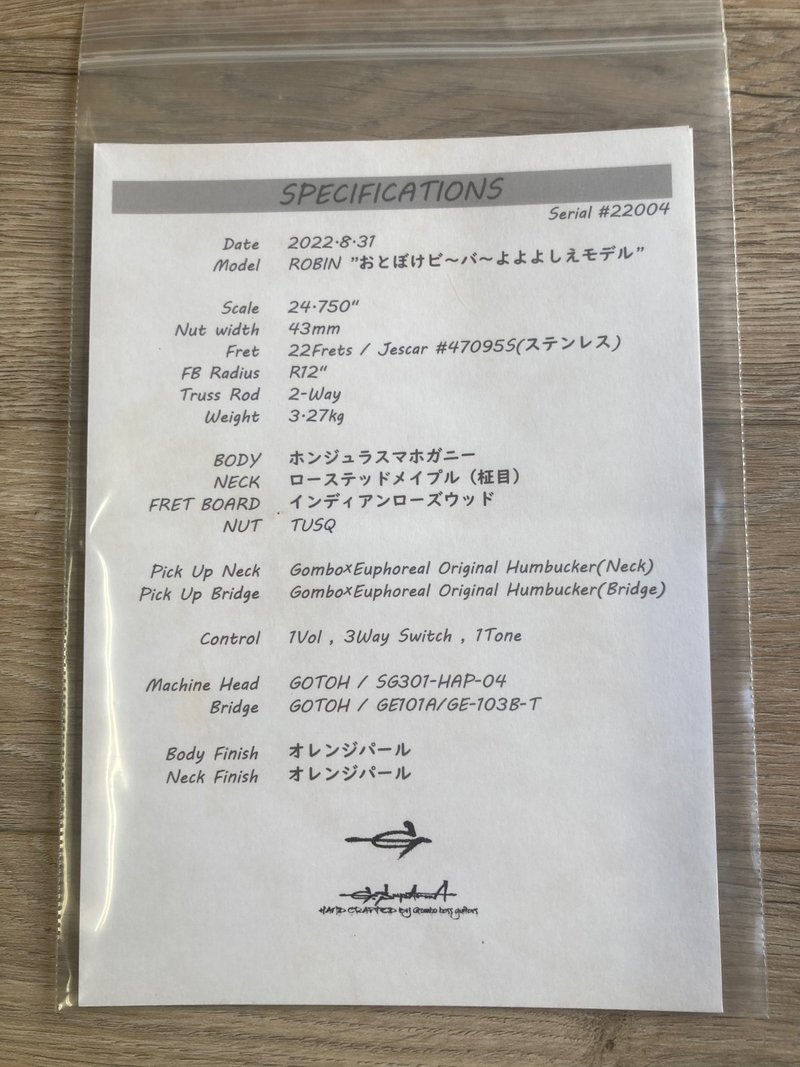 SPECIFICATIONS
Serial #22004
Date 2022・8・31
Model ROBIN "おとぼけビ〜バ〜よよよしえモデル"
Scale 24・750"
Nut width 43mm
Fret 22Frets / Jescar #47095S(ステンレス)
FB Radius R12"
Truss Rod 2-Way
Weight 3・27kg
BODY ホンジュラスマホガニー
NECK ローステッドメイプル（柾目）
FRET BOARD インディアンローズウッド
NUT TUSQ
Pick Up Neck Gombo×Euphoreal Original Humbucker(Neck)
Pick Up Bridge Gombo×Euphoreal Original Humbucker(Bridge)
Control 1Vol , 3Way Switch , 1Tone
Machine Head GOTOH / SG301-HAP-04
Bridge GOTOH / GE101A/GE-103B-T
Body Finish オレンジパール
Neck Finish オレンジパール
HAND CRAFTED By Gombo boss guitars